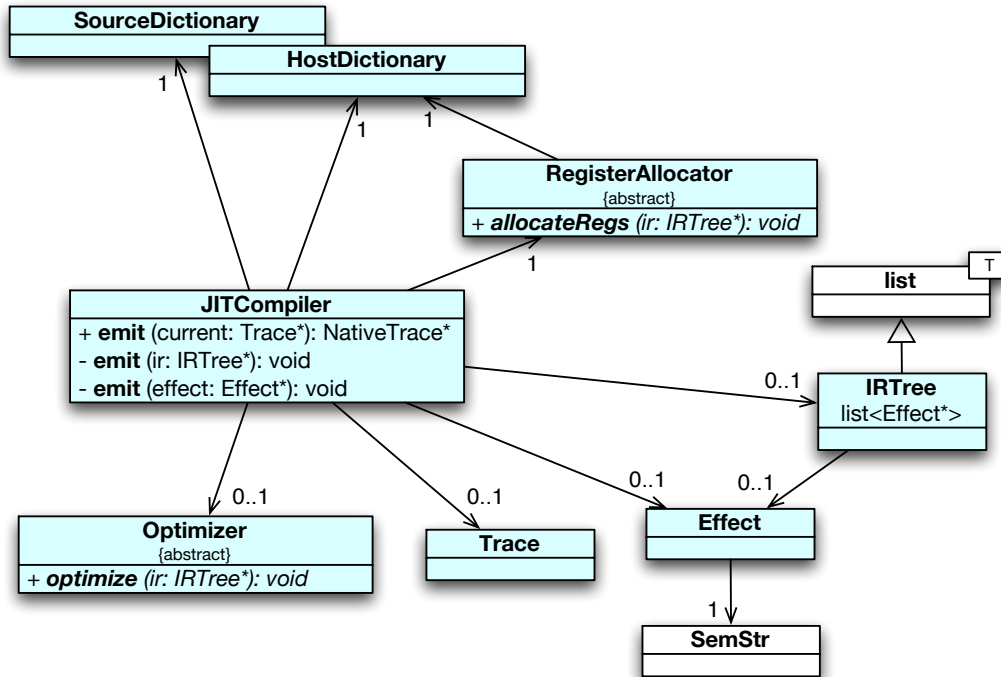 SourceDictionary
HostDictionary
1
1
1
RegisterAllocator
{abstract}
+ allocateRegs (ir: IRTree*): void
1
T
list
JITCompiler
+ emit (current: Trace*): NativeTrace*
- emit (ir: IRTree*): void
- emit (effect: Effect*): void
0..1
IRTree
list<Effect*>
0..1
0..1
0..1
0..1
Optimizer
{abstract}
+ optimize (ir: IRTree*): void
Trace
Effect
1
SemStr